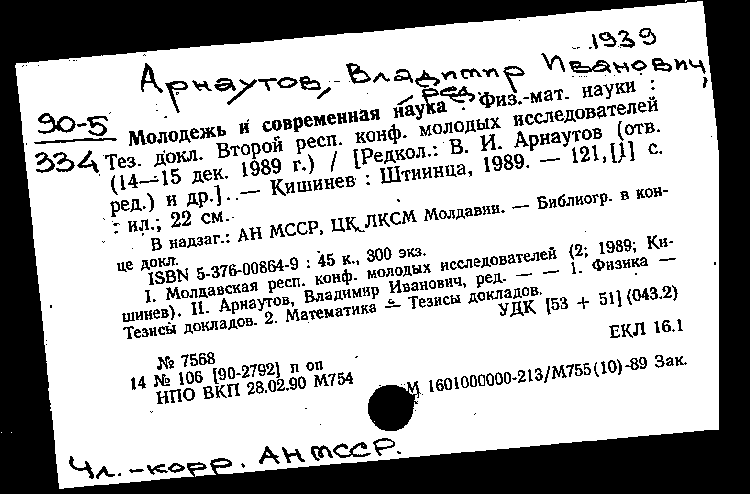 1939
Арнаутов, Владимир Иванович,
ред.
90-5
334
Молодежь и современная наука : Физ.-мат. науки :
Тез. докл. Второй респ. конф. молодых исследователей
(14—15 дек. 1989 г.) / [Редкол.: В. И. Арнаутов (отв.
ред.) и др.]. — Кишинев : Штиинца, 1989. — 121,[1] с.
: ил.; 22 см.
В надзаг.: АН МССР, ЦК ЛКСМ Молдавии. — Библиогр. в кон-
це докл.
ISBN 5-376-00864-9 : 45 к., 300 экз.
I. Молдавская респ. конф. молодых исследователей (2; 1989; Ки-
шинев). II. Арнаутов, Владимир Иванович, ред. — — 1. Физика —
Тезисы докладов. 2. Математика — Тезисы докладов.
УДК [53 + 51] (043.2)
ЕКЛ 16.1
№ 7568
14 № 106 [90-2792] п оп
НПО ВКП 28.02.90 М754
М 1601000000-213/М755(10)-89 Зак.
Чл.-корр. АН МССР.